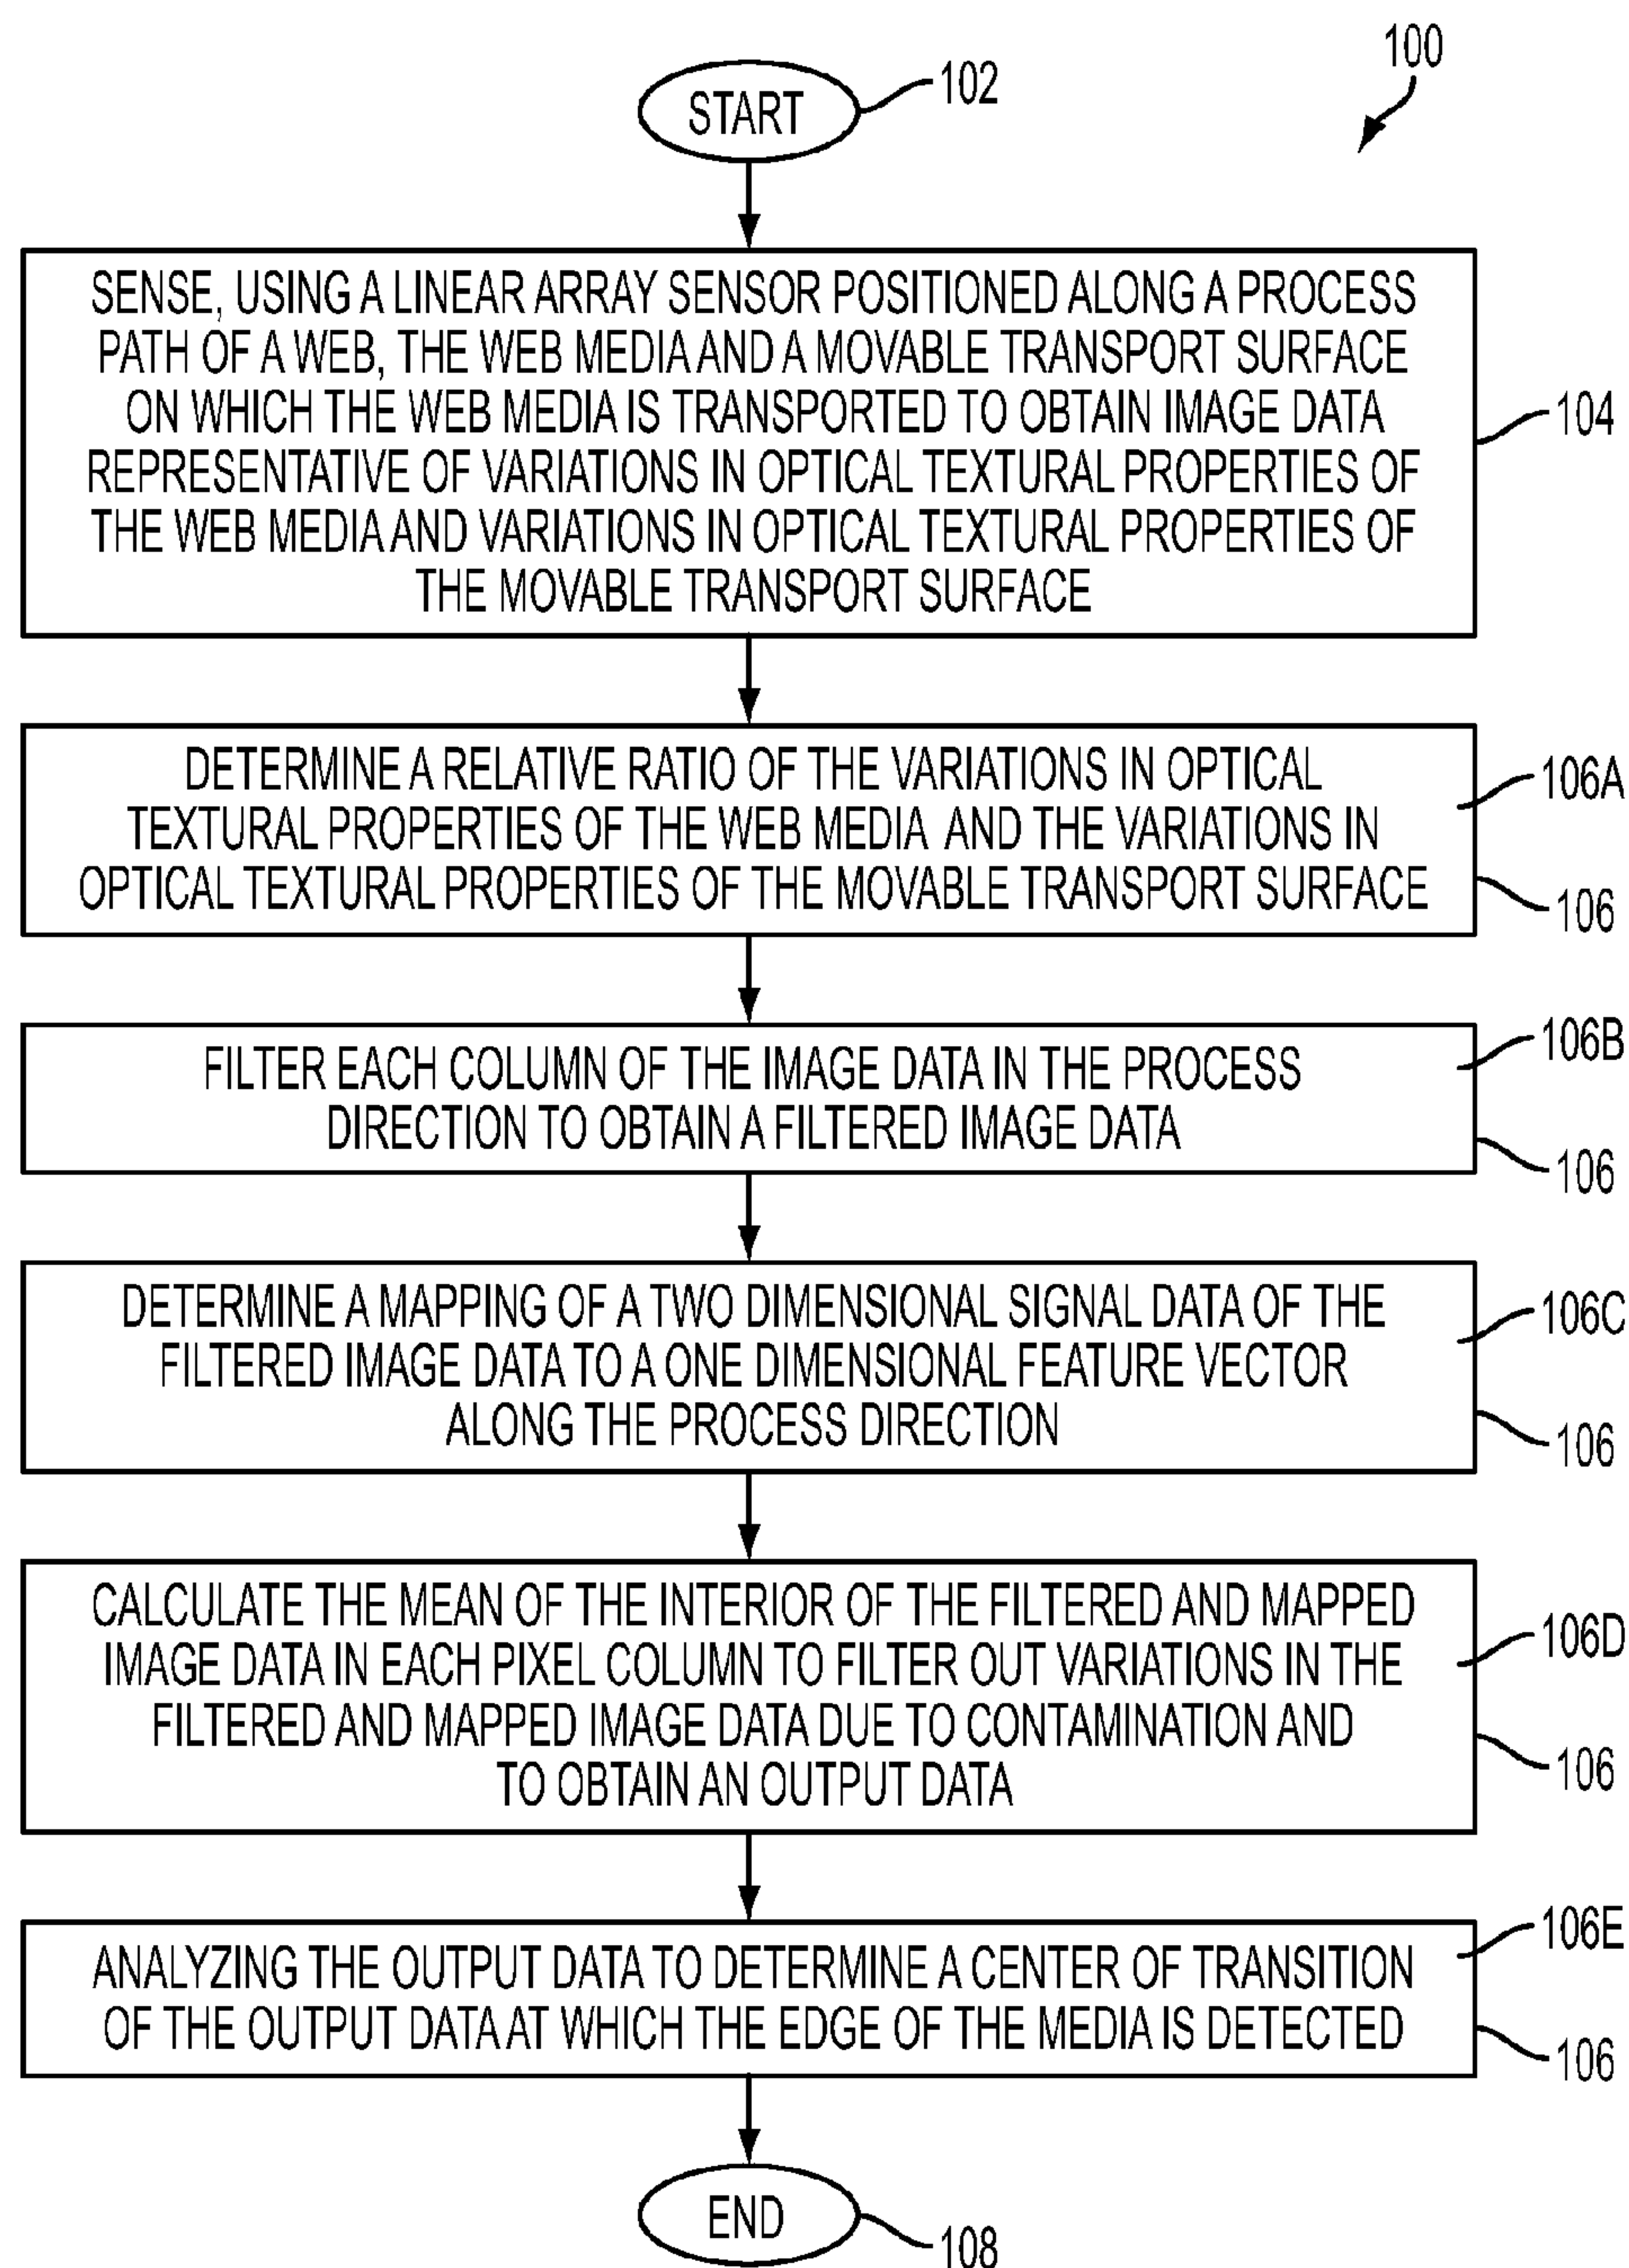 100
START
102
SENSE, USING A LINEAR ARRAY SENSOR POSITIONED ALONG A PROCESS
PATH OF A WEB, THE WEB MEDIA AND A MOVABLE TRANSPORT SURFACE
ON WHICH THE WEB MEDIA IS TRANSPORTED TO OBTAIN IMAGE DATA
REPRESENTATIVE OF VARIATIONS IN OPTICAL TEXTURAL PROPERTIES OF
THE WEB MEDIA AND VARIATIONS IN OPTICAL TEXTURAL PROPERTIES OF
THE MOVABLE TRANSPORT SURFACE
104
DETERMINE A RELATIVE RATIO OF THE VARIATIONS IN OPTICAL
TEXTURAL PROPERTIES OF THE WEB MEDIA AND THE VARIATIONS IN
OPTICAL TEXTURAL PROPERTIES OF THE MOVABLE TRANSPORT SURFACE
106A
106
FILTER EACH COLUMN OF THE IMAGE DATA IN THE PROCESS
DIRECTION TO OBTAIN A FILTERED IMAGE DATA
106B
106
DETERMINE A MAPPING OF A TWO DIMENSIONAL SIGNAL DATA OF THE
FILTERED IMAGE DATA TO A ONE DIMENSIONAL FEATURE VECTOR
ALONG THE PROCESS DIRECTION
106C
106
CALCULATE THE MEAN OF THE INTERIOR OF THE FILTERED AND MAPPED
IMAGE DATA IN EACH PIXEL COLUMN TO FILTER OUT VARIATIONS IN THE
FILTERED AND MAPPED IMAGE DATA DUE TO CONTAMINATION AND
TO OBTAIN AN OUTPUT DATA
106D
106
ANALYZING THE OUTPUT DATA TO DETERMINE A CENTER OF TRANSITION
OF THE OUTPUT DATA AT WHICH THE EDGE OF THE MEDIA IS DETECTED
106E
106
END
108